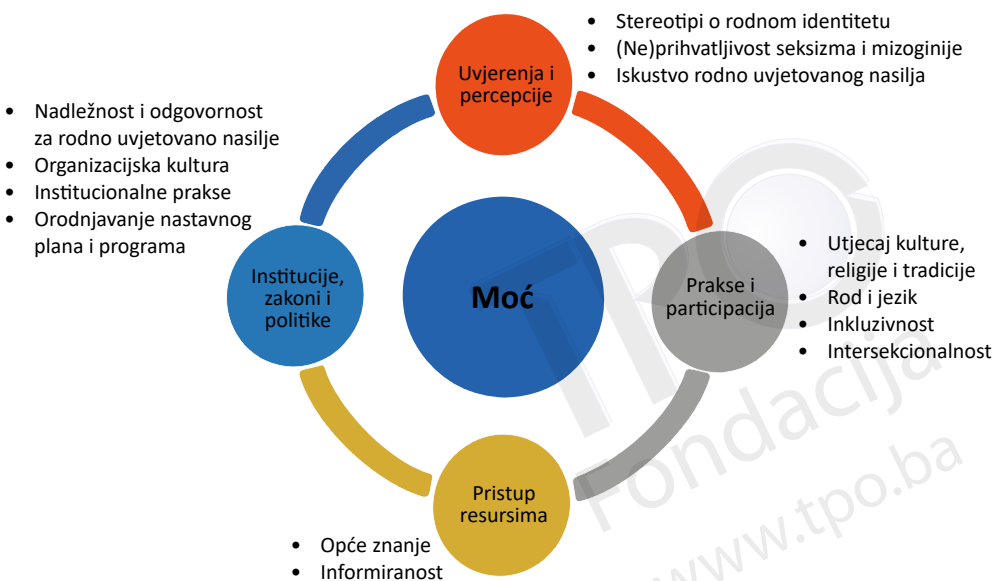 • Stereotipi o rodnom identitetu
• (Ne)prihvatljivost seksizma i mizoginije
• Iskustvo rodno uvjetovanog nasilja
Uvjerenja i
percepcije
• Nadležnost i odgovornost
za rodno uvjetovano nasilje
• Organizacijska kultura
• Institucionalne prakse
• Orodnjavanje nastavnog
plana i programa
• Utjecaj kulture,
religije i tradicije
• Rod i jezik
• Inkluzivnost
• Intersekcionalnost
Institucije,
zakoni i
politike
Moć
Prakse i
participacija
Pristup
resursima
• Opće znanje
• Informiranost
TPO
Fondacija
www.tpo.ba